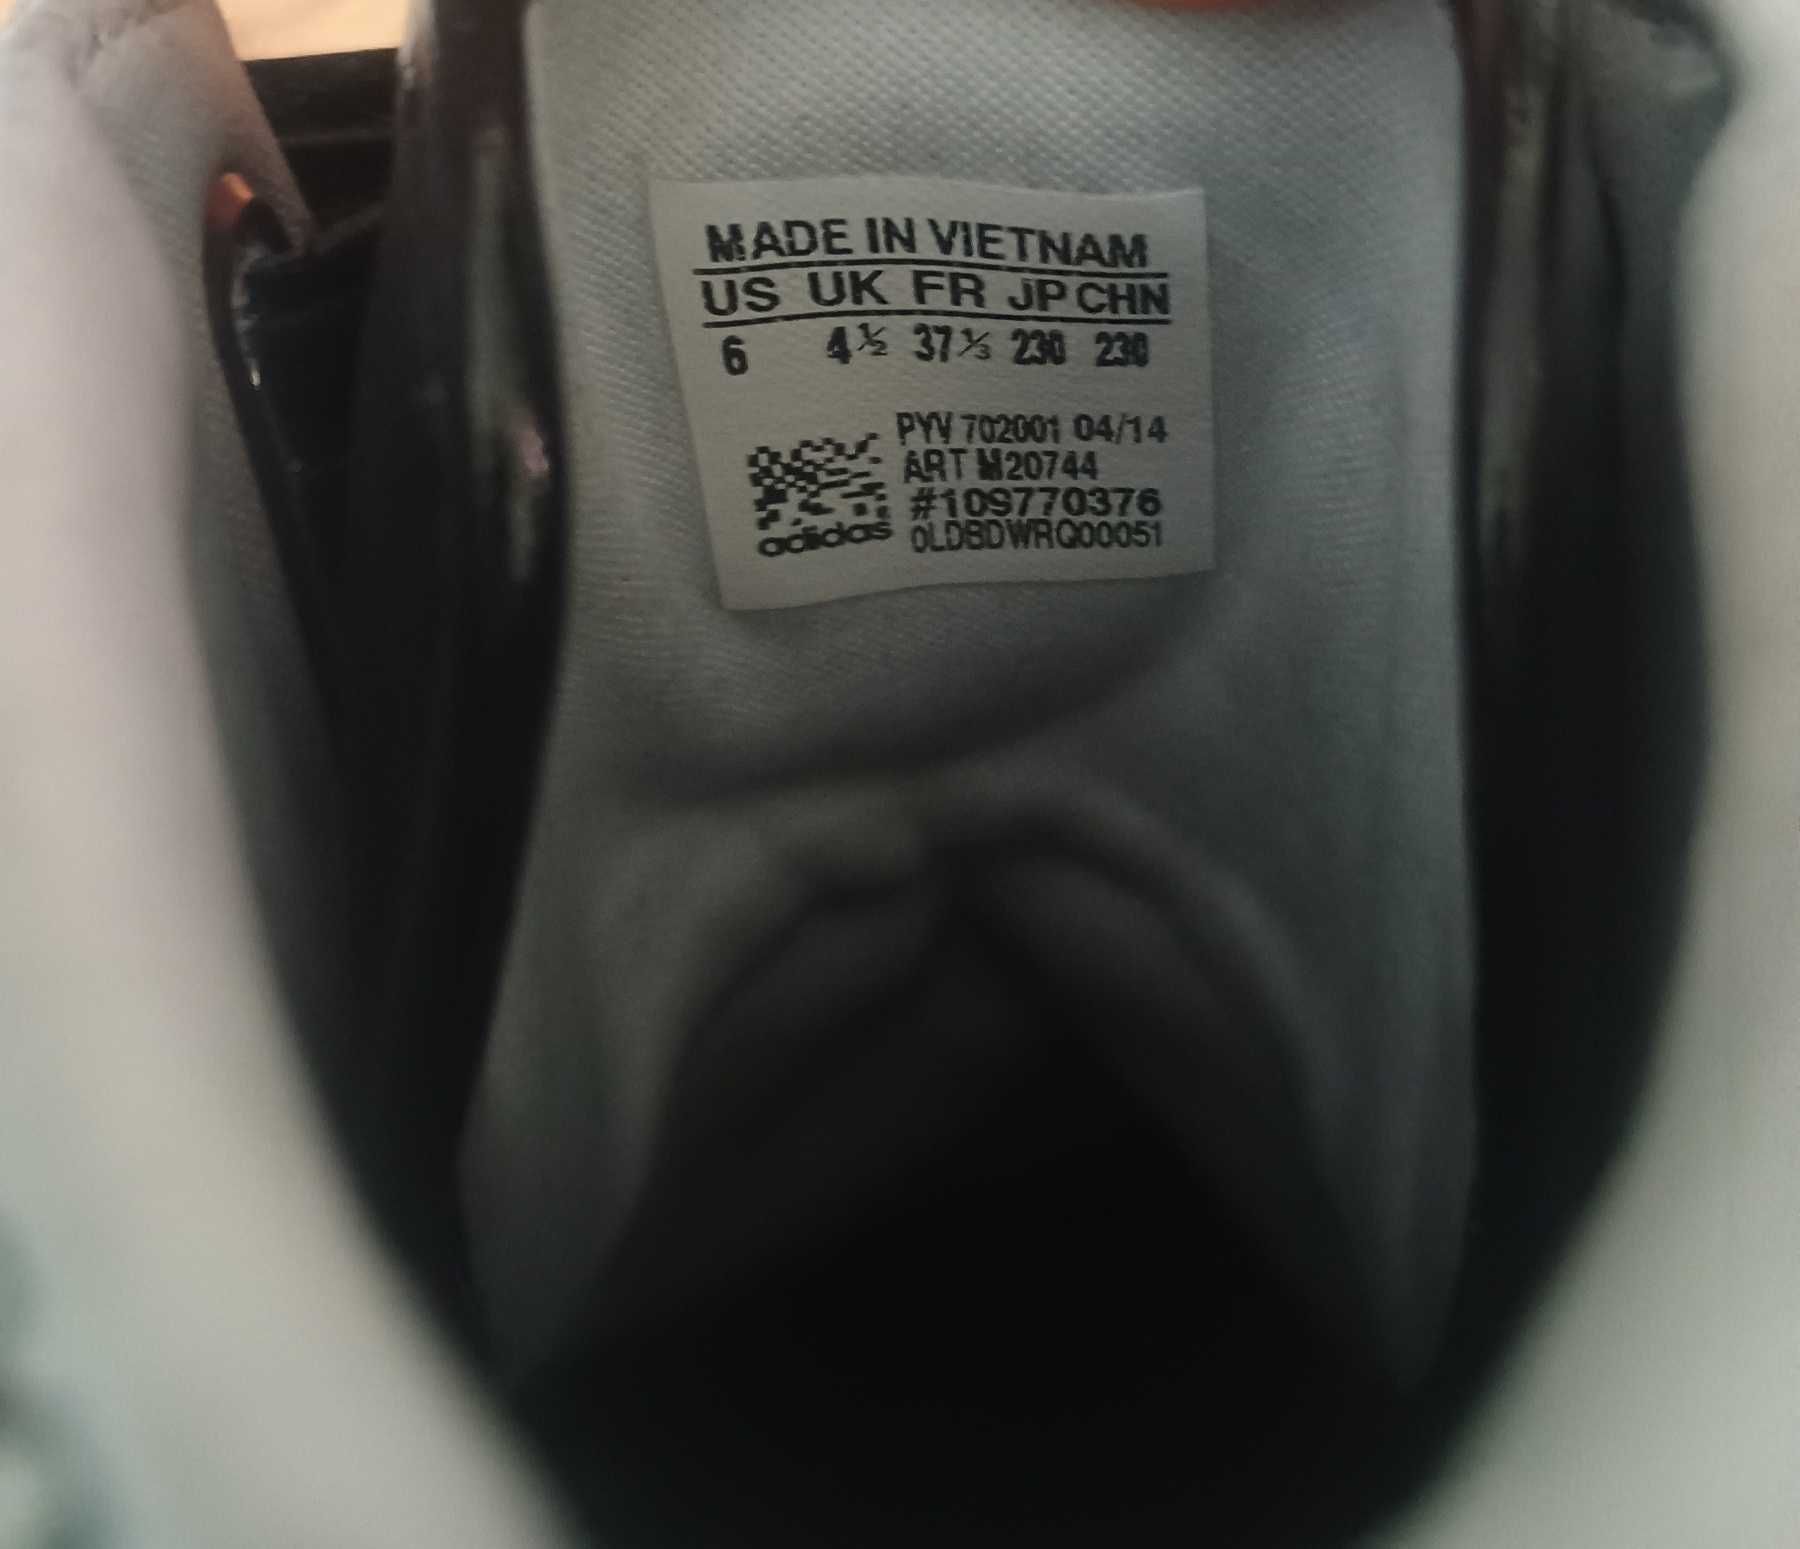 MADE IN VIETNAM
US UK FR JP CHN
6 4½ 37⅓ 230 230
PYV 702001 04/14
ART M20744
#109770376
adidas 0LDBDWRQ00051